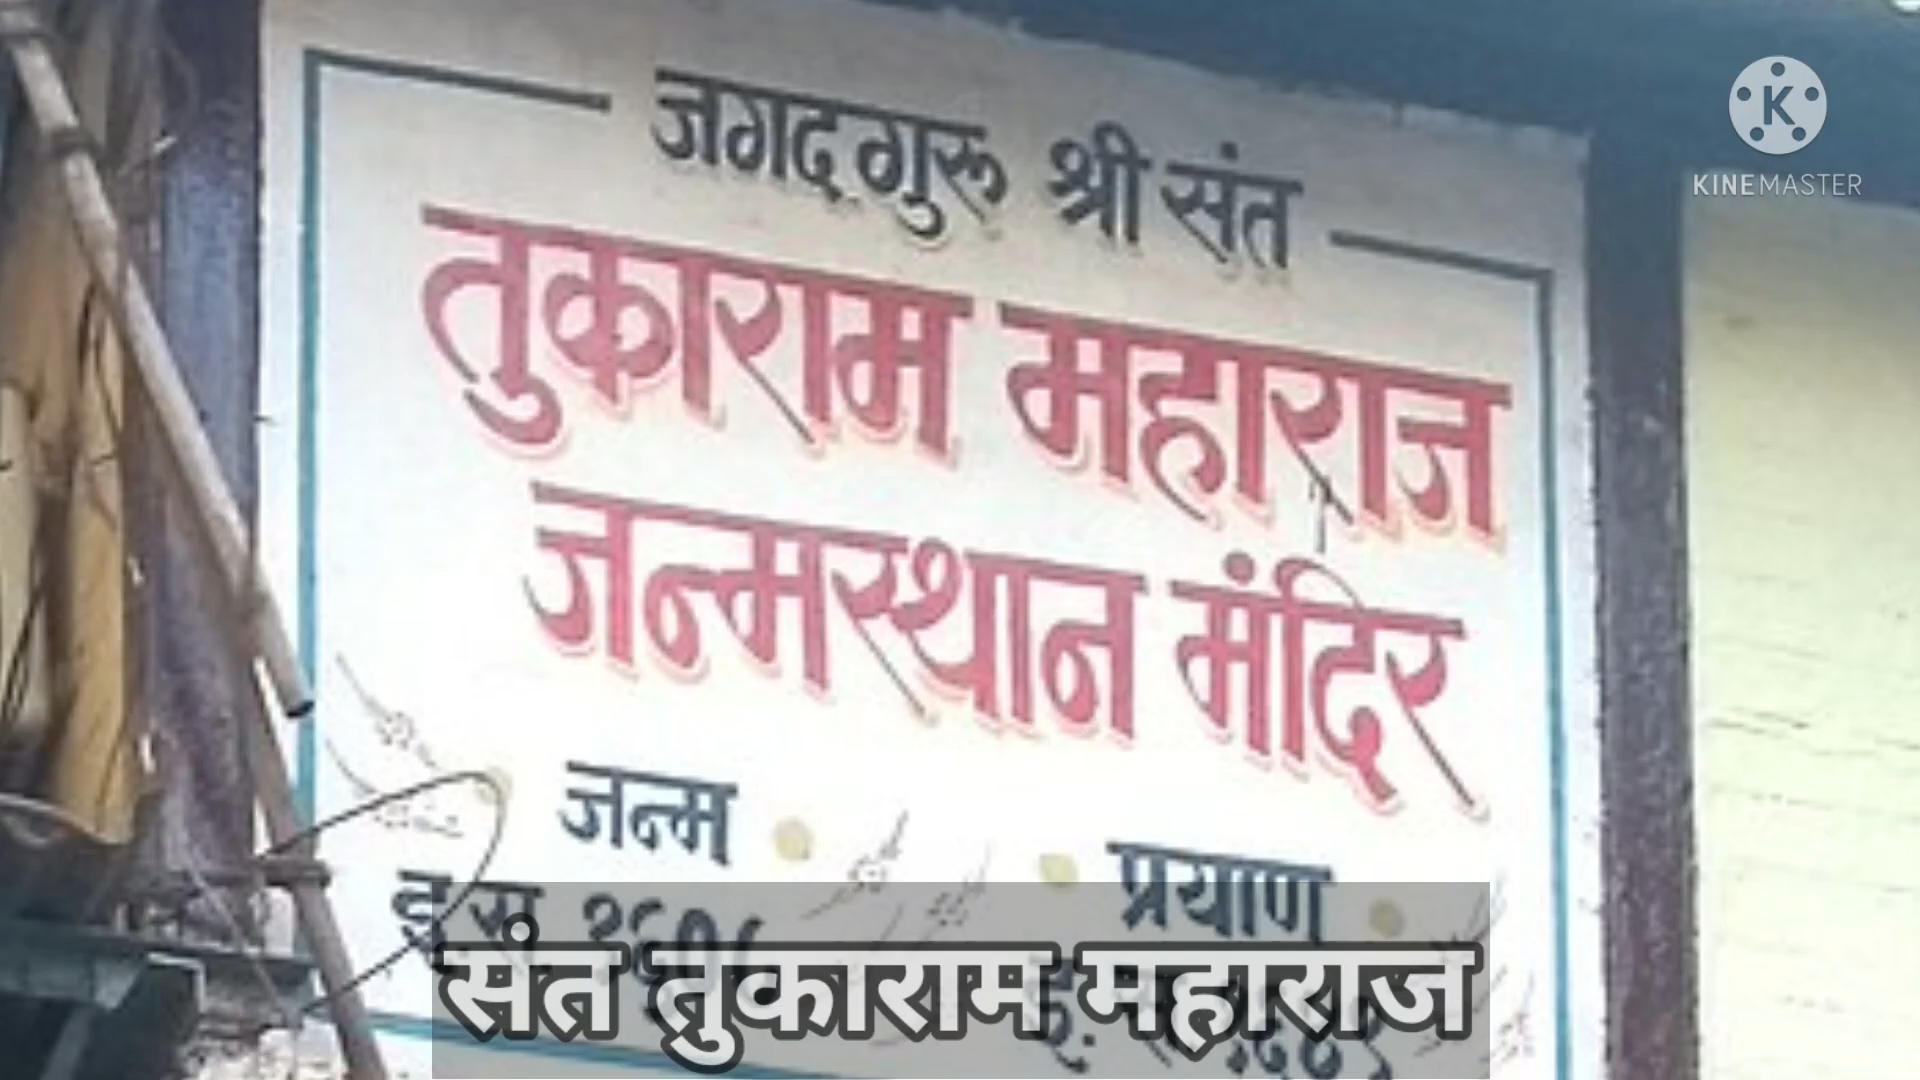 जगद्गुरू श्री संत
तुकाराम महाराज
जन्मस्थान मंदिर
जन्म
प्रयाण
इ.स.
संत तुकाराम महाराज
KINEMASTER